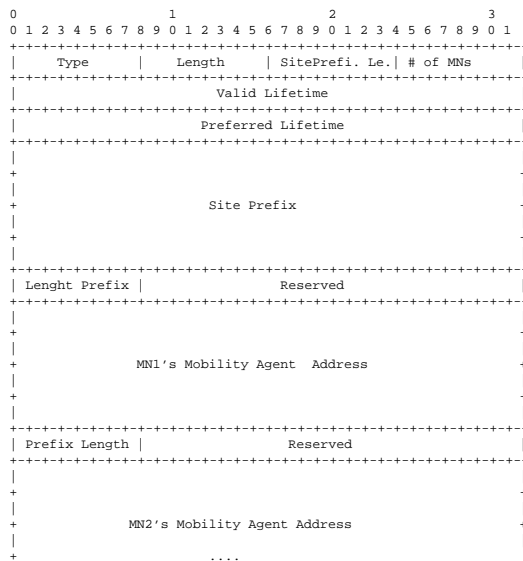 0 1 2 3
0 1 2 3 4 5 6 7 8 9 0 1 2 3 4 5 6 7 8 9 0 1 2 3 4 5 6 7 8 9 0 1
+-+-+-+-+-+-+-+-+-+-+-+-+-+-+-+-+-+-+-+-+-+-+-+-+-+-+-+-+-+-+-+-
| Type | Length | SitePrefi. Le.| # of MNs |
+-+-+-+-+-+-+-+-+-+-+-+-+-+-+-+-+-+-+-+-+-+-+-+-+-+-+-+-+-+-+-+-
| Valid Lifetime
+-+-+-+-+-+-+-+-+-+-+-+-+-+-+-+-+-+-+-+-+-+-+-+-+-+-+-+-+-+-+-+-
| Preferred Lifetime |
+-+-+-+-+-+-+-+-+-+-+-+-+-+-+-+-+-+-+-+-+-+-+-+-+-+-+-+-+-+-+-+-
|
+ -
|
+ Site Prefix -
|
+ -
|
+-+-+-+-+-+-+-+-+-+-+-+-+-+-+-+-+-+-+-+-+-+-+-+-+-+-+-+-+-+-+-+-
| Lenght Prefix | Reserved |
+-+-+-+-+-+-+-+-+-+-+-+-+-+-+-+-+-+-+-+-+-+-+-+-+-+-+-+-+-+-+-+-
|
+ -
|
+ MN1's Mobility Agent Address +
|
+ -
|
+-+-+-+-+-+-+-+-+-+-+-+-+-+-+-+-+-+-+-+-+-+-+-+-+-+-+-+-+-+-+-+-
| Prefix Length | Reserved |
+-+-+-+-+-+-+-+-+-+-+-+-+-+-+-+-+-+-+-+-+-+-+-+-+-+-+-+-+-+-+-+-
|
+ -
|
+ MN2's Mobility Agent Address +
|
+ ....